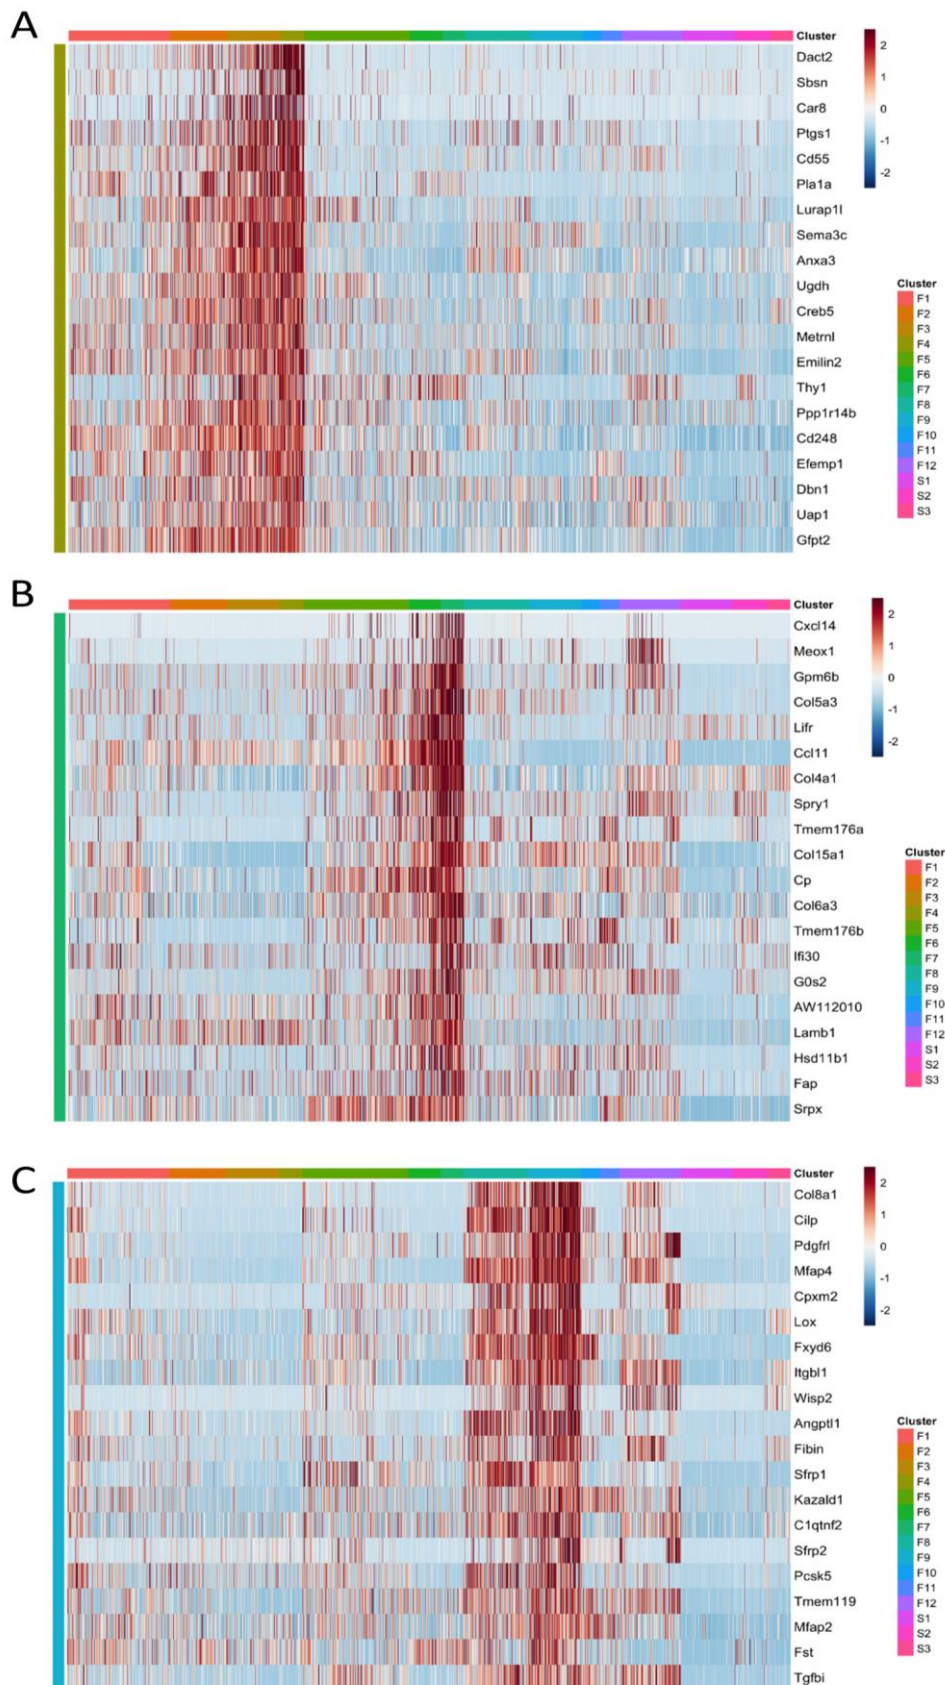 A
Cluster
Dact2
Sbsn
Car8
Ptgs1
Cd55
Pla1a
Lurap1l
Sema3c
Anxa3
Ugdh
Creb5
Metrnl
Emilin2
Thy1
Ppp1r14b
Cd248
Efemp1
Dbn1
Uap1
Gfpt2
2
1
0
-1
-2
Cluster
F1
F2
F3
F4
F5
F6
F7
F8
F9
F10
F11
F12
S1
S2
S3
B
Cluster
Cxcl14
Meox1
Gpm6b
Col5a3
Lifr
Ccl11
Col4a1
Spry1
Tmem176a
Col15a1
Cp
Col6a3
Tmem176b
Ifi30
G0s2
AW112010
Lamb1
Hsd11b1
Fap
Srpx
2
1
0
-1
-2
Cluster
F1
F2
F3
F4
F5
F6
F7
F8
F9
F10
F11
F12
S1
S2
S3
C
Cluster
Col8a1
Cilp
Pdgfrl
Mfap4
Cpxm2
Lox
Fxyd6
Itgbl1
Wisp2
Angptl1
Fibin
Sfrp1
Kazald1
C1qtnf2
Sfrp2
Pcsk5
Tmem119
Mfap2
Fst
Tgfbi
2
1
0
-1
-2
Cluster
F1
F2
F3
F4
F5
F6
F7
F8
F9
F10
F11
F12
S1
S2
S3